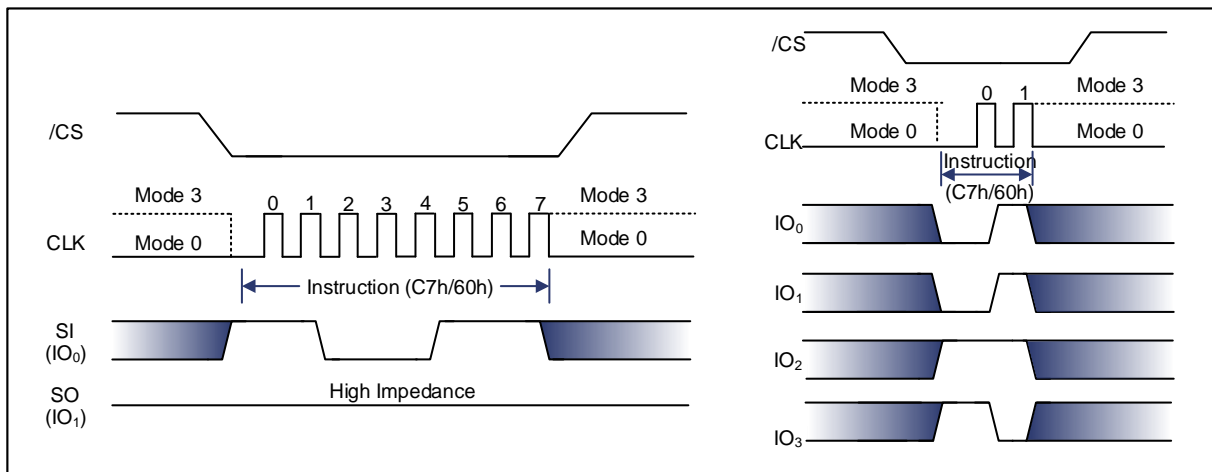 /CS
Mode 3
Mode 3
0 1 2 3 4 5 6 7
CLK
Mode 0
Mode 0
Instruction (C7h/60h)
SI
(IO₀)
SO
(IO₁)
High Impedance
/CS
Mode 3
0 1
Mode 3
CLK
Mode 0
Mode 0
Instruction
(C7h/60h)
IO₀
IO₁
IO₂
IO₃